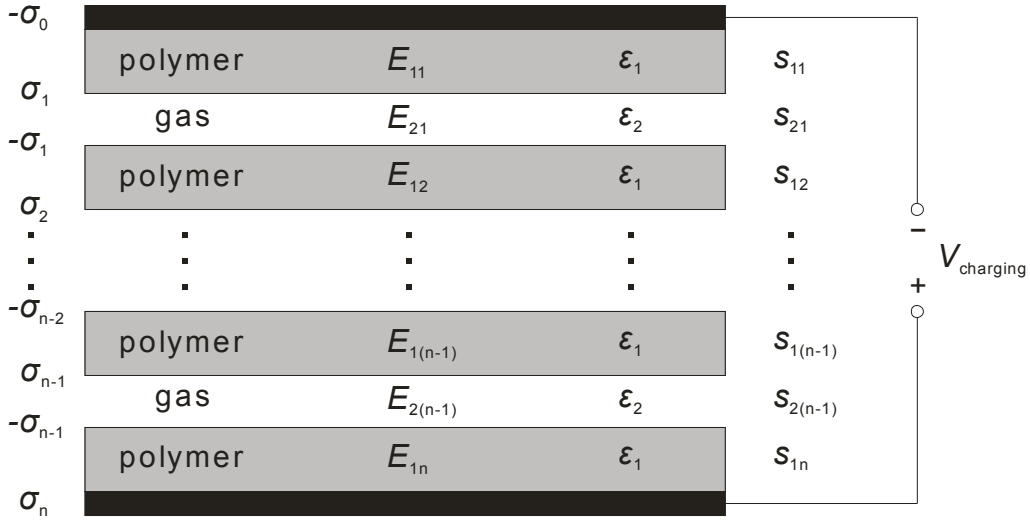 -σ₀
polymer E₁₁ ε₁ s₁₁
σ₁
gas E₂₁ ε₂ s₂₁
-σ₁
polymer E₁₂ ε₁ s₁₂
σ₂
−
V_charging
+
-σₙ₋₂
polymer E₁₍ₙ₋₁₎ ε₁ s₁₍ₙ₋₁₎
σₙ₋₁
gas E₂₍ₙ₋₁₎ ε₂ s₂₍ₙ₋₁₎
-σₙ₋₁
polymer E₁ₙ ε₁ s₁ₙ
σₙ